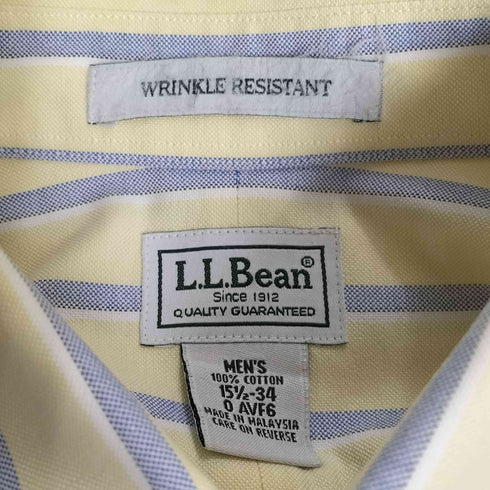 WRINKLE RESISTANT
L.L.Bean®
Since 1912
QUALITY GUARANTEED
MEN'S
100% COTTON
15½-34
0 AVF6
MADE IN MALAYSIA
CARE ON REVERSE